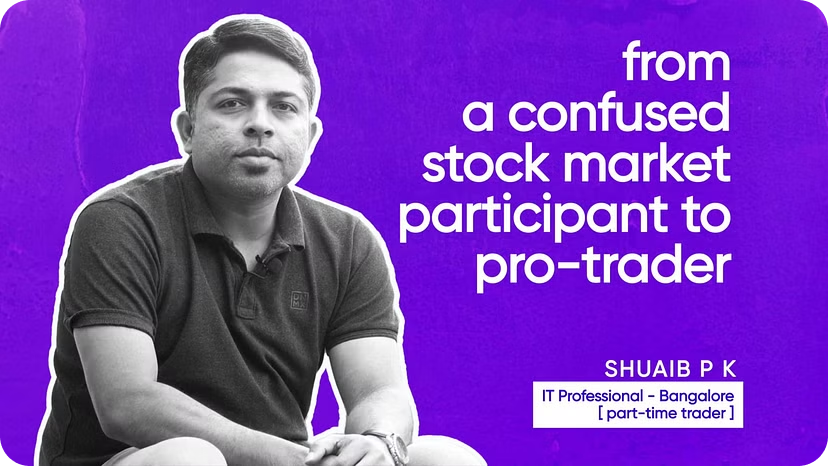 from
a confused
stock market
participant to
pro-trader
SHUAIB P K
IT Professional - Bangalore
[ part-time trader ]